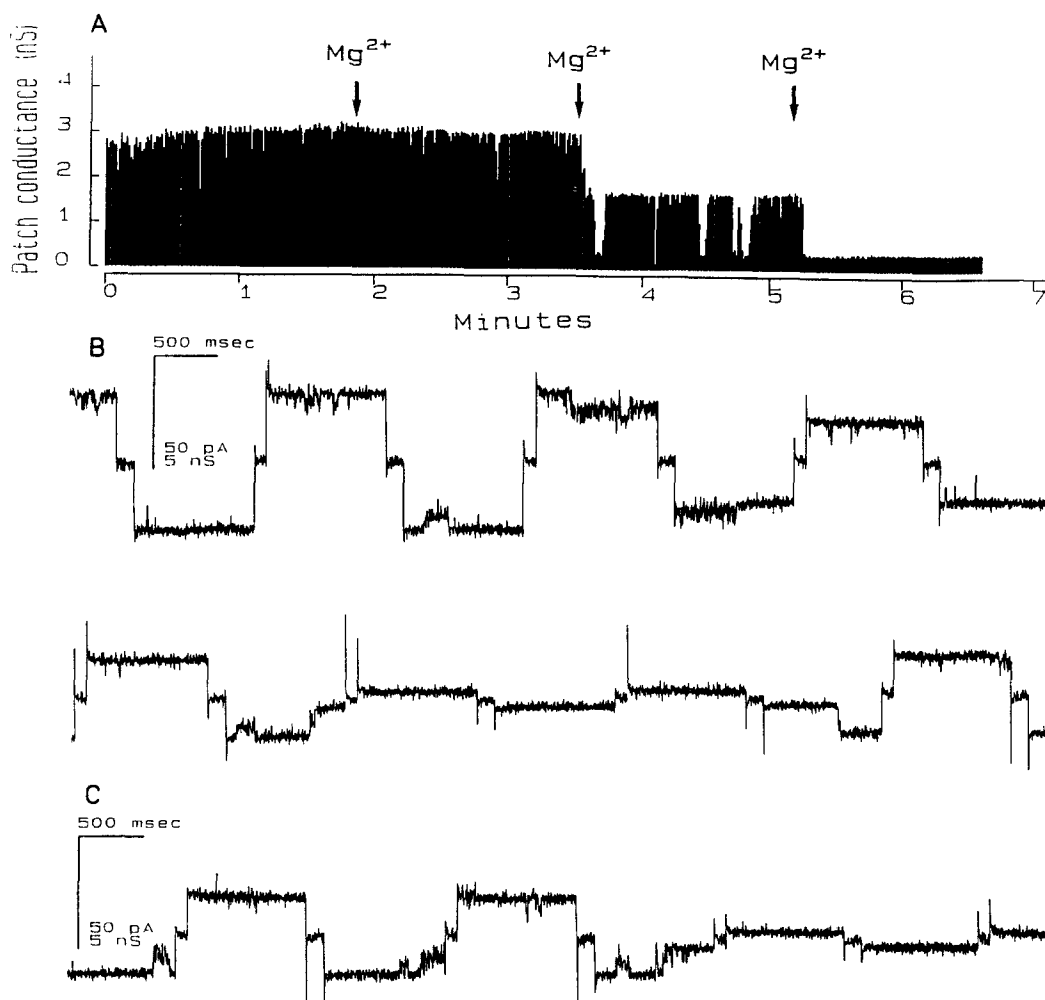 A
Patch conductance (nS)
Mg2+ Mg2+ Mg2+
4
3
2
1
0
0 1 2 3 4 5 6 7
Minutes
B
500 msec
50 pA
5 nS
C
500 msec
50 pA
5 nS